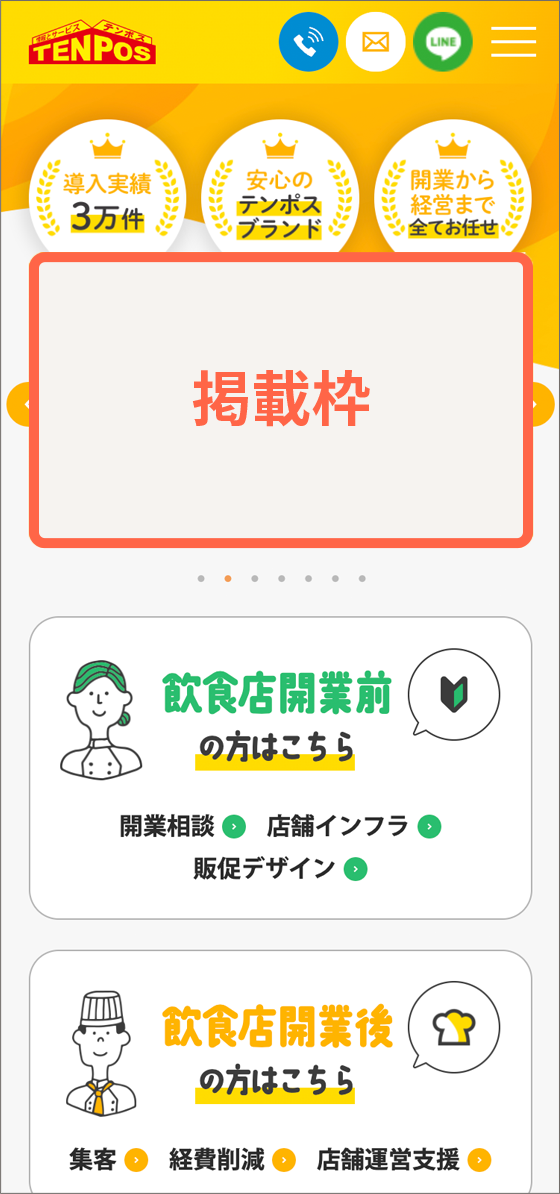 情報とサービス テンポス
TENPOS
LINE
導入実績
3万件
安心の
テンポス
ブランド
開業から
経営まで
全てお任せ
掲載枠
飲食店開業前
の方はこちら
開業相談 店舗インフラ
販促デザイン
飲食店開業後
の方はこちら
集客 経費削減 店舗運営支援